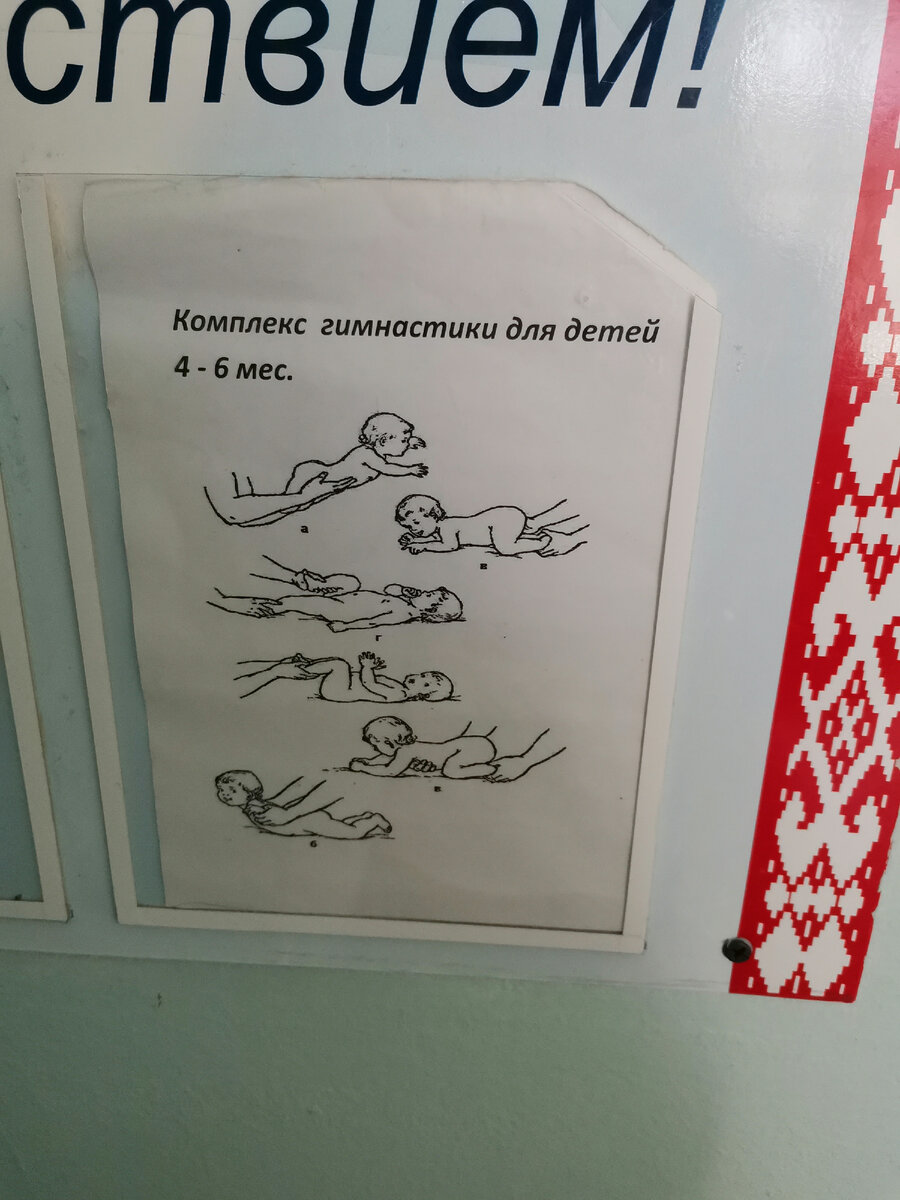 ствием!
Комплекс гимнастики для детей
4 - 6 мес.
а
в
г
в
б